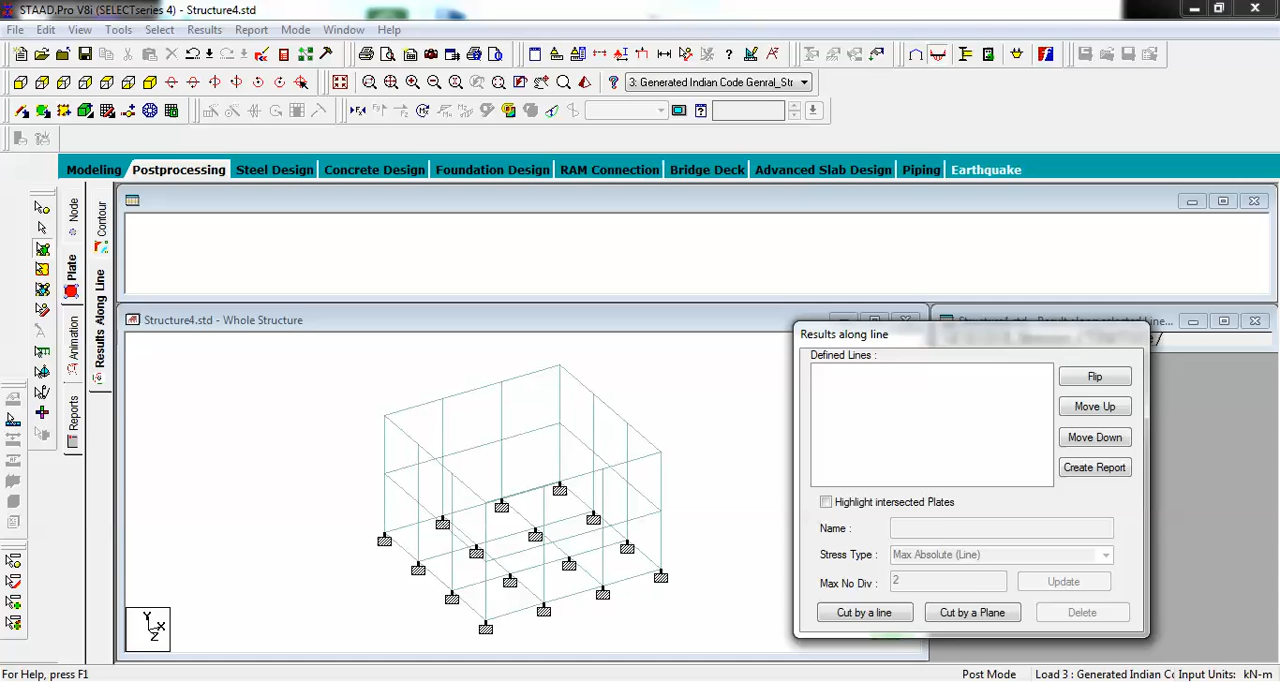 STAAD.Pro V8i (SELECTseries 4) - Structure4.std
File Edit View Tools Select Results Report Mode Window Help
3: Generated Indian Code Genral_Str
Modeling Postprocessing Steel Design Concrete Design Foundation Design RAM Connection Bridge Deck Advanced Slab Design Piping Earthquake
Node
Plate
Animation
Reports
Contour
Results Along Line
Structure4.std - Whole Structure
Y
X
Z
Results along line
Defined Lines :
Flip
Move Up
Move Down
Create Report
Highlight intersected Plates
Name :
Stress Type : Max Absolute (Line)
Max No Div : 2 Update
Cut by a line Cut by a Plane Delete
For Help, press F1
Post Mode Load 3 : Generated Indian Cc Input Units: kN-m